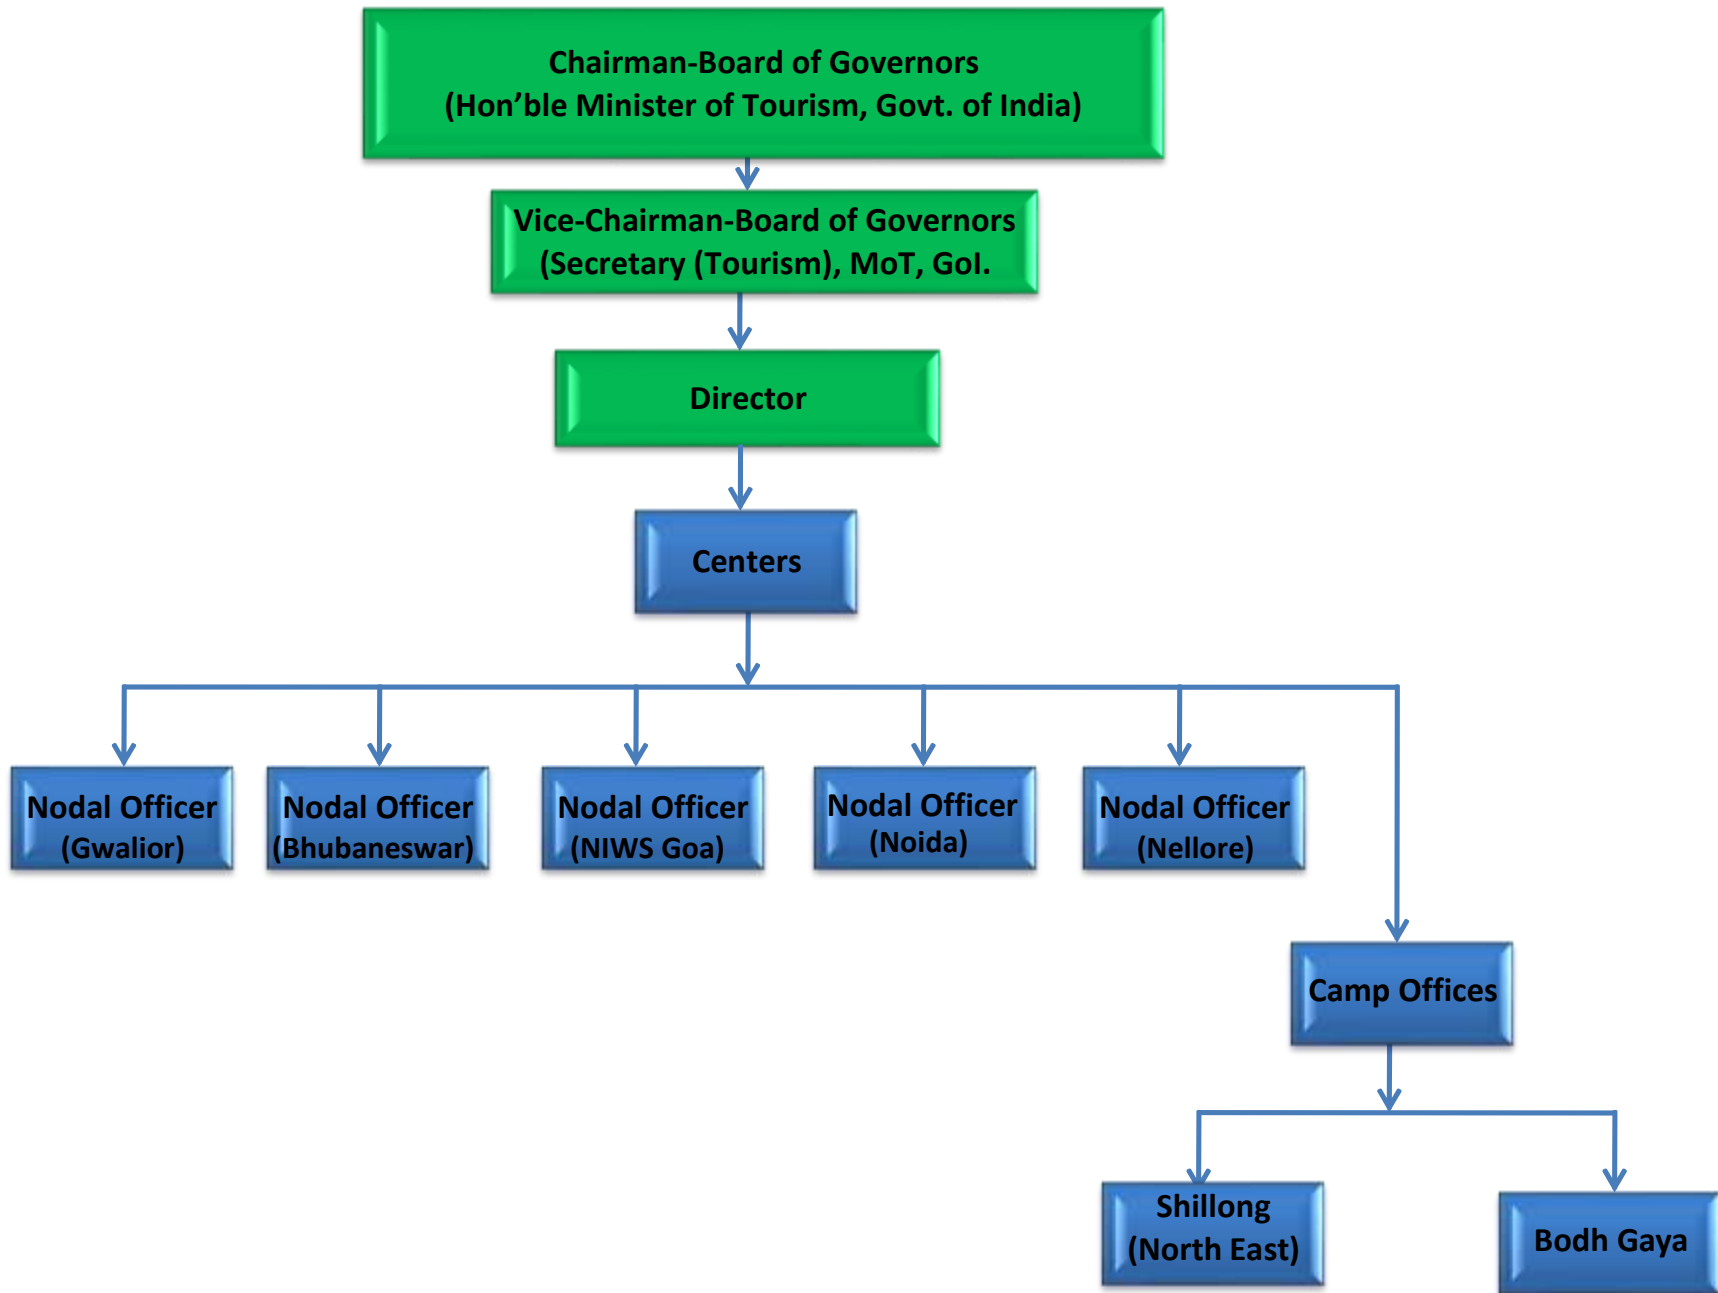 Chairman-Board of Governors
(Hon’ble Minister of Tourism, Govt. of India)
Vice-Chairman-Board of Governors
(Secretary (Tourism), MoT, GoI.
Director
Centers
Nodal Officer
(Gwalior)
Nodal Officer
(Bhubaneswar)
Nodal Officer
(NIWS Goa)
Nodal Officer
(Noida)
Nodal Officer
(Nellore)
Camp Offices
Shillong
(North East)
Bodh Gaya